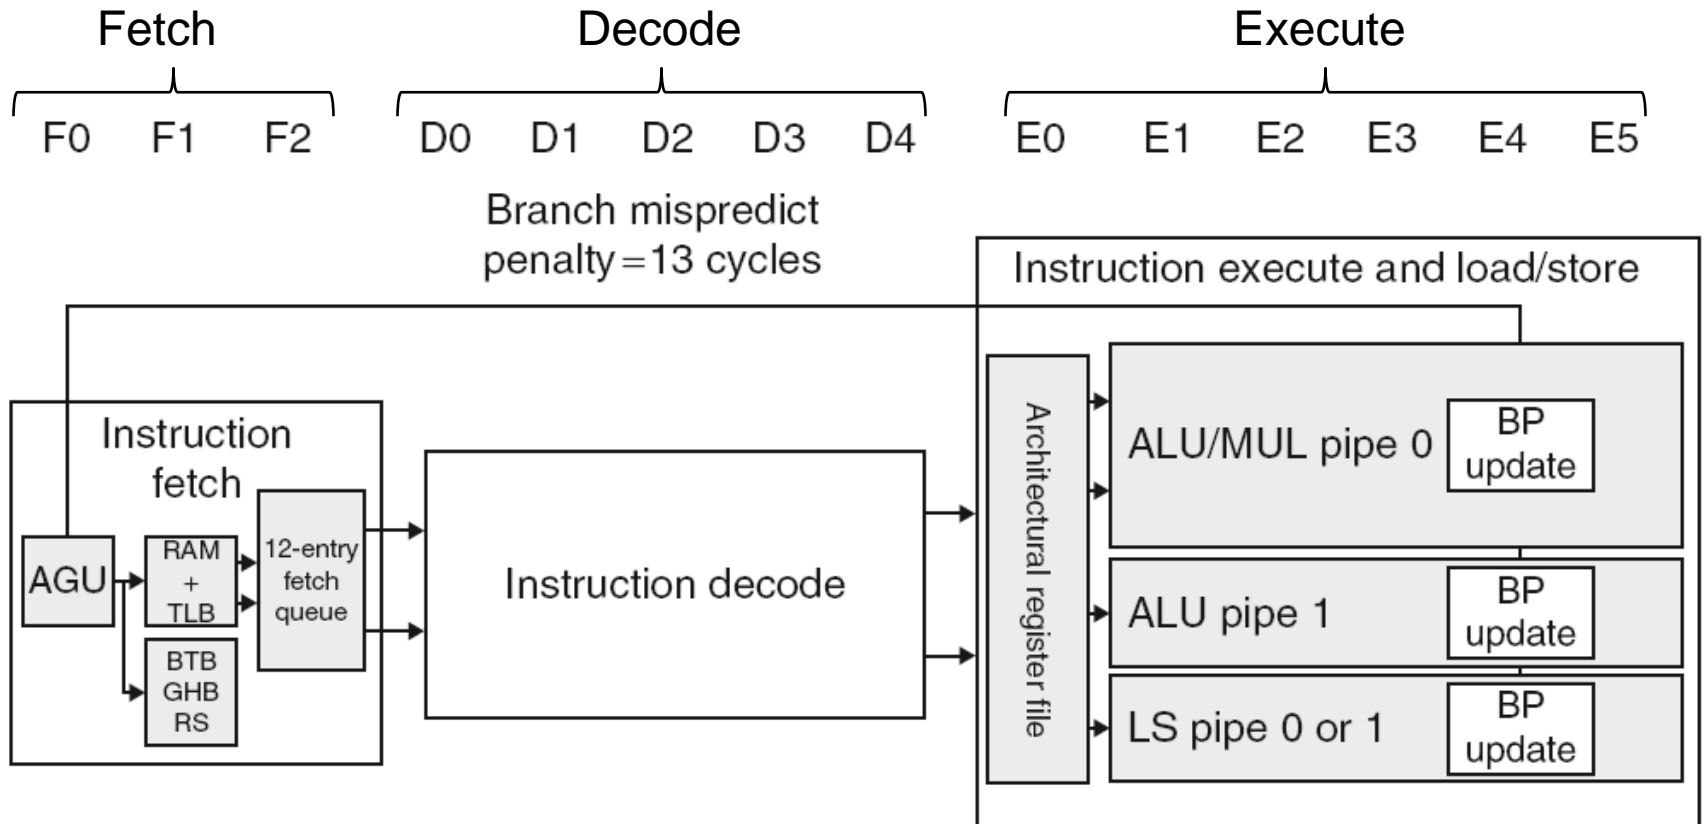 Fetch
Decode
Execute
F0 F1 F2
D0 D1 D2 D3 D4
E0 E1 E2 E3 E4 E5
Branch mispredict
penalty=13 cycles
Instruction execute and load/store
Instruction
fetch
AGU
RAM
+
TLB
BTB
GHB
RS
12-entry
fetch
queue
Instruction decode
Architectural register file
ALU/MUL pipe 0
BP
update
ALU pipe 1
BP
update
LS pipe 0 or 1
BP
update